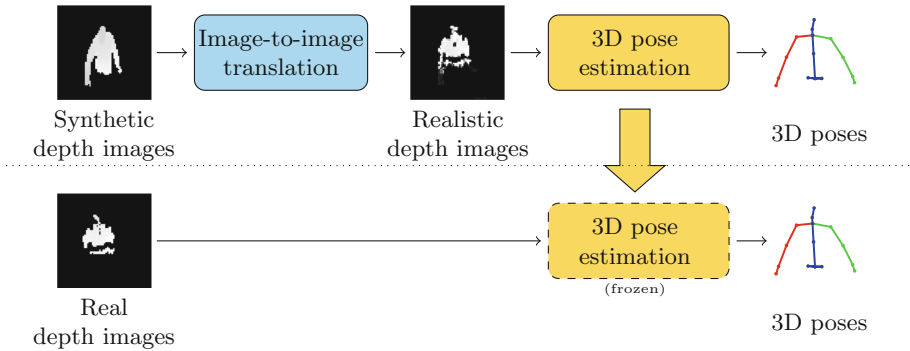 Image-to-image
translation
3D pose
estimation
Synthetic
depth images
Realistic
depth images
3D poses
3D pose
estimation
(frozen)
Real
depth images
3D poses